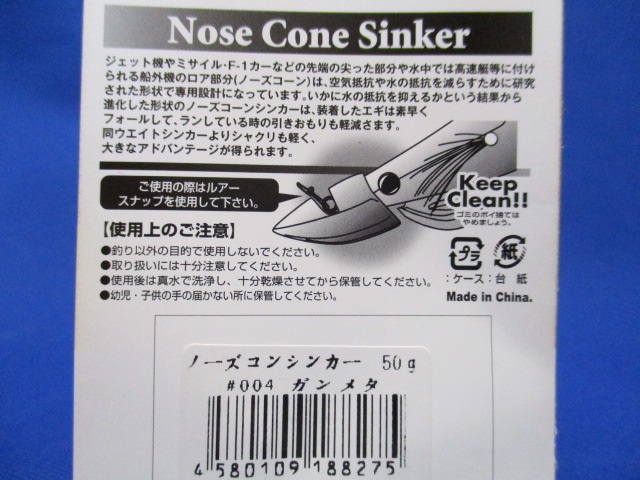 Nose Cone Sinker
ジェット機やミサイル・F-1カーなどの先端の尖った部分や水中では高速艇等に付け
られる船外機のロア部分(ノーズコーン)は、空気抵抗や水の抵抗を減らすために研究
された形状で専用設計になっています。いかに水の抵抗を抑えるかという結果から
進化した形状のノーズコーンシンカーは、装着したエギは素早く
フォールして、ランしている時の引きおもりも軽減さます。
同ウエイトシンカーよりシャクリも軽く、
大きなアドバンテージが得られます。
ご使用の際はルアー
スナップを使用して下さい。
Keep
Clean!!
ゴミのポイ捨ては
やめましょう。
【使用上のご注意】
●釣り以外の目的で使用しないでください。
●取り扱いには十分注意してください。
●使用後は真水で洗浄し、十分乾燥させてから保管してください。
●幼児・子供の手の届かない所に保管してください。
プラ 紙
:ケース:台 紙
Made in China.
ノーズコンシンカー 50g
#004 ガンメタ
4 580109 188275